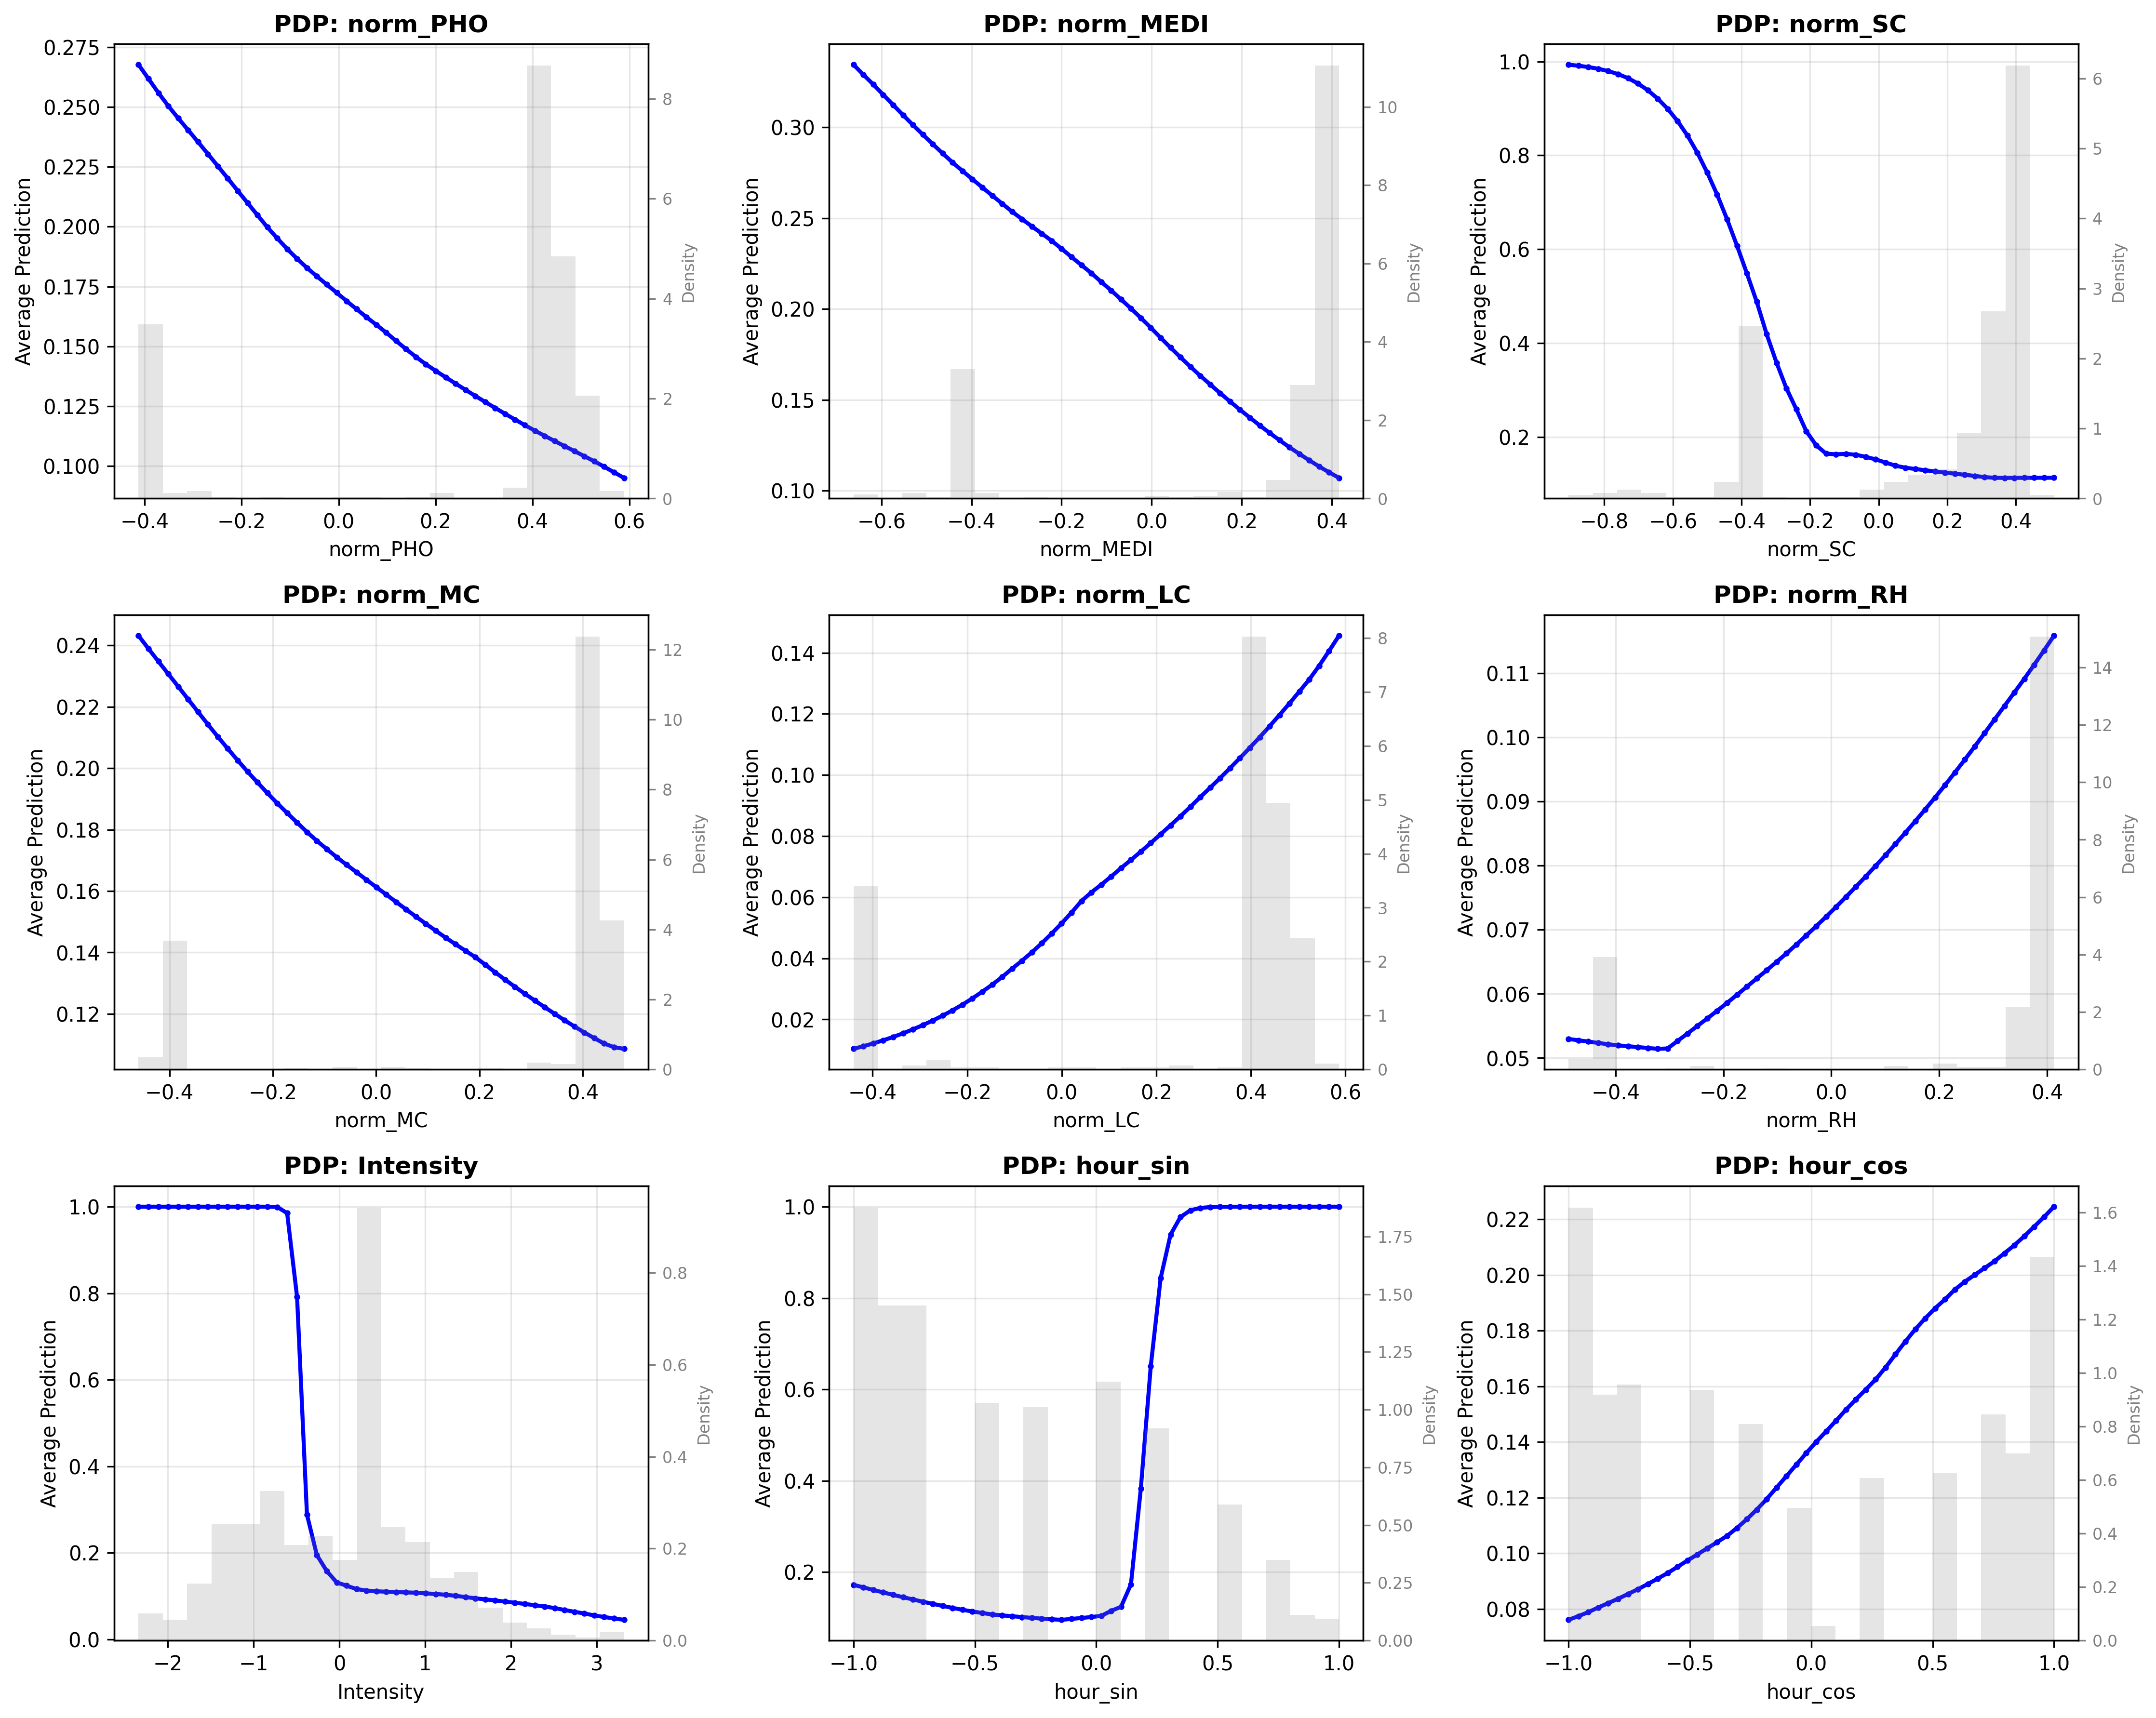 PDP: norm_PHO
0.275
0.250
0.225
0.200
0.175
0.150
0.125
0.100
Average Prediction
8
6
4
2
0
Density
−0.4 −0.2 0.0 0.2 0.4 0.6
norm_PHO
PDP: norm_MEDI
0.30
0.25
0.20
0.15
0.10
Average Prediction
10
8
6
4
2
0
Density
−0.6 −0.4 −0.2 0.0 0.2 0.4
norm_MEDI
PDP: norm_SC
1.0
0.8
0.6
0.4
0.2
Average Prediction
6
5
4
3
2
1
0
Density
−0.8 −0.6 −0.4 −0.2 0.0 0.2 0.4
norm_SC
PDP: norm_MC
0.24
0.22
0.20
0.18
0.16
0.14
0.12
Average Prediction
12
10
8
6
4
2
0
Density
−0.4 −0.2 0.0 0.2 0.4
norm_MC
PDP: norm_LC
0.14
0.12
0.10
0.08
0.06
0.04
0.02
Average Prediction
8
7
6
5
4
3
2
1
0
Density
−0.4 −0.2 0.0 0.2 0.4 0.6
norm_LC
PDP: norm_RH
0.11
0.10
0.09
0.08
0.07
0.06
0.05
Average Prediction
14
12
10
8
6
4
2
0
Density
−0.4 −0.2 0.0 0.2 0.4
norm_RH
PDP: Intensity
1.0
0.8
0.6
0.4
0.2
0.0
Average Prediction
0.8
0.6
0.4
0.2
0.0
Density
−2 −1 0 1 2 3
Intensity
PDP: hour_sin
1.0
0.8
0.6
0.4
0.2
Average Prediction
1.75
1.50
1.25
1.00
0.75
0.50
0.25
0.00
Density
−1.0 −0.5 0.0 0.5 1.0
hour_sin
PDP: hour_cos
0.22
0.20
0.18
0.16
0.14
0.12
0.10
0.08
Average Prediction
1.6
1.4
1.2
1.0
0.8
0.6
0.4
0.2
0.0
Density
−1.0 −0.5 0.0 0.5 1.0
hour_cos